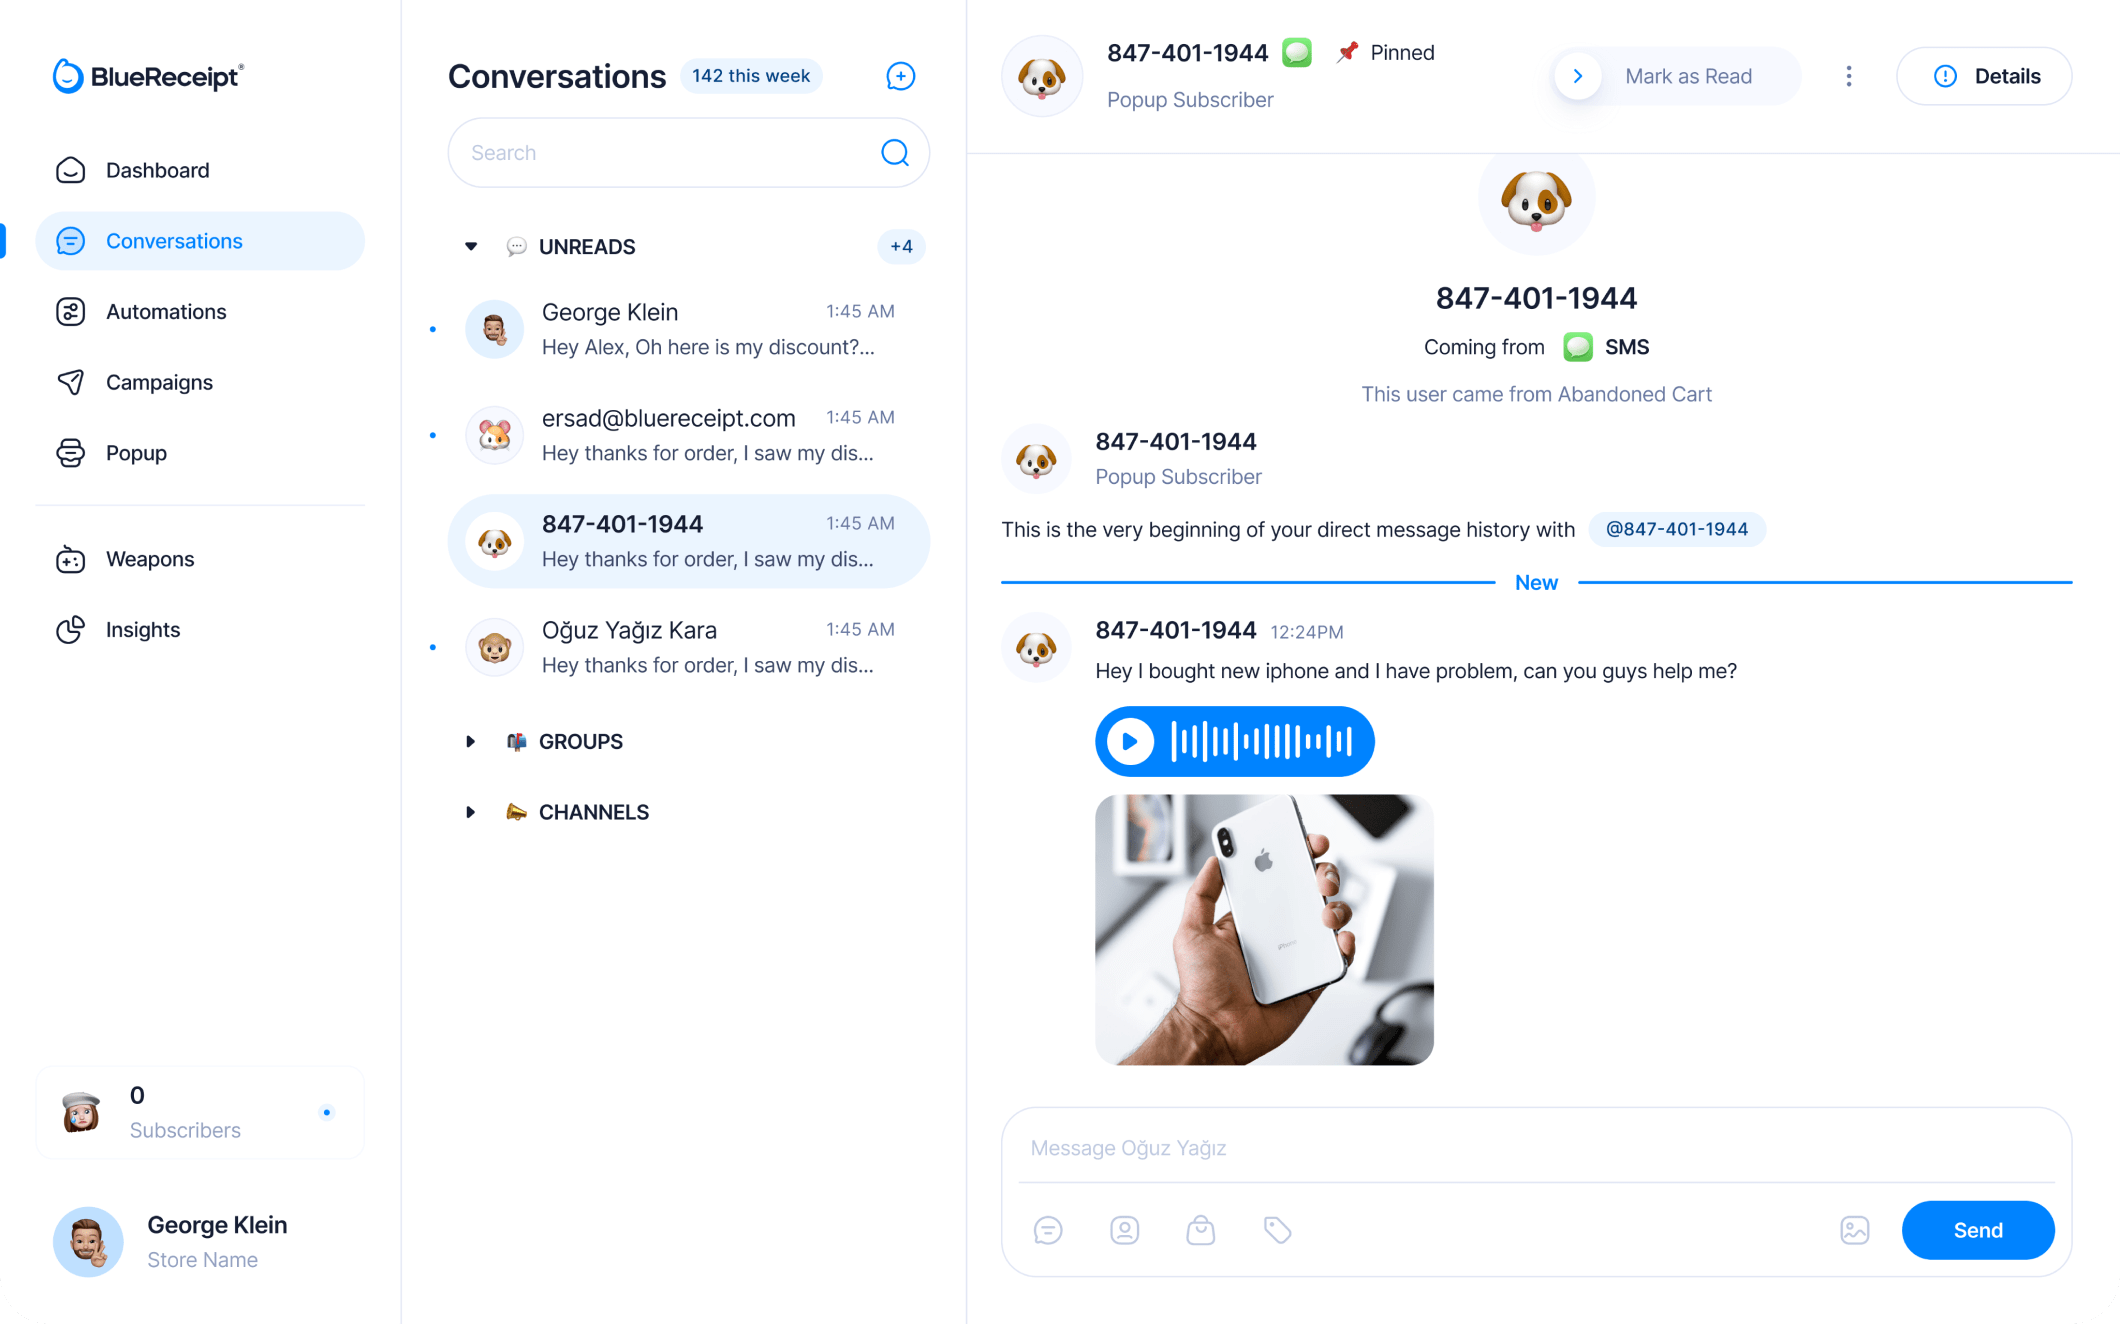 BlueReceipt®
Dashboard
Conversations
Automations
Campaigns
Popup
Weapons
Insights
0
Subscribers
George Klein
Store Name
Conversations 142 this week
Search
UNREADS +4
George Klein 1:45 AM
Hey Alex, Oh here is my discount?...
ersad@bluereceipt.com 1:45 AM
Hey thanks for order, I saw my dis...
847-401-1944 1:45 AM
Hey thanks for order, I saw my dis...
Oğuz Yağız Kara 1:45 AM
Hey thanks for order, I saw my dis...
GROUPS
CHANNELS
847-401-1944 Pinned
Popup Subscriber
Mark as Read
Details
847-401-1944
Coming from SMS
This user came from Abandoned Cart
847-401-1944
Popup Subscriber
This is the very beginning of your direct message history with @847-401-1944
New
847-401-1944 12:24PM
Hey I bought new iphone and I have problem, can you guys help me?
iPhone
Message Oğuz Yağız
Send